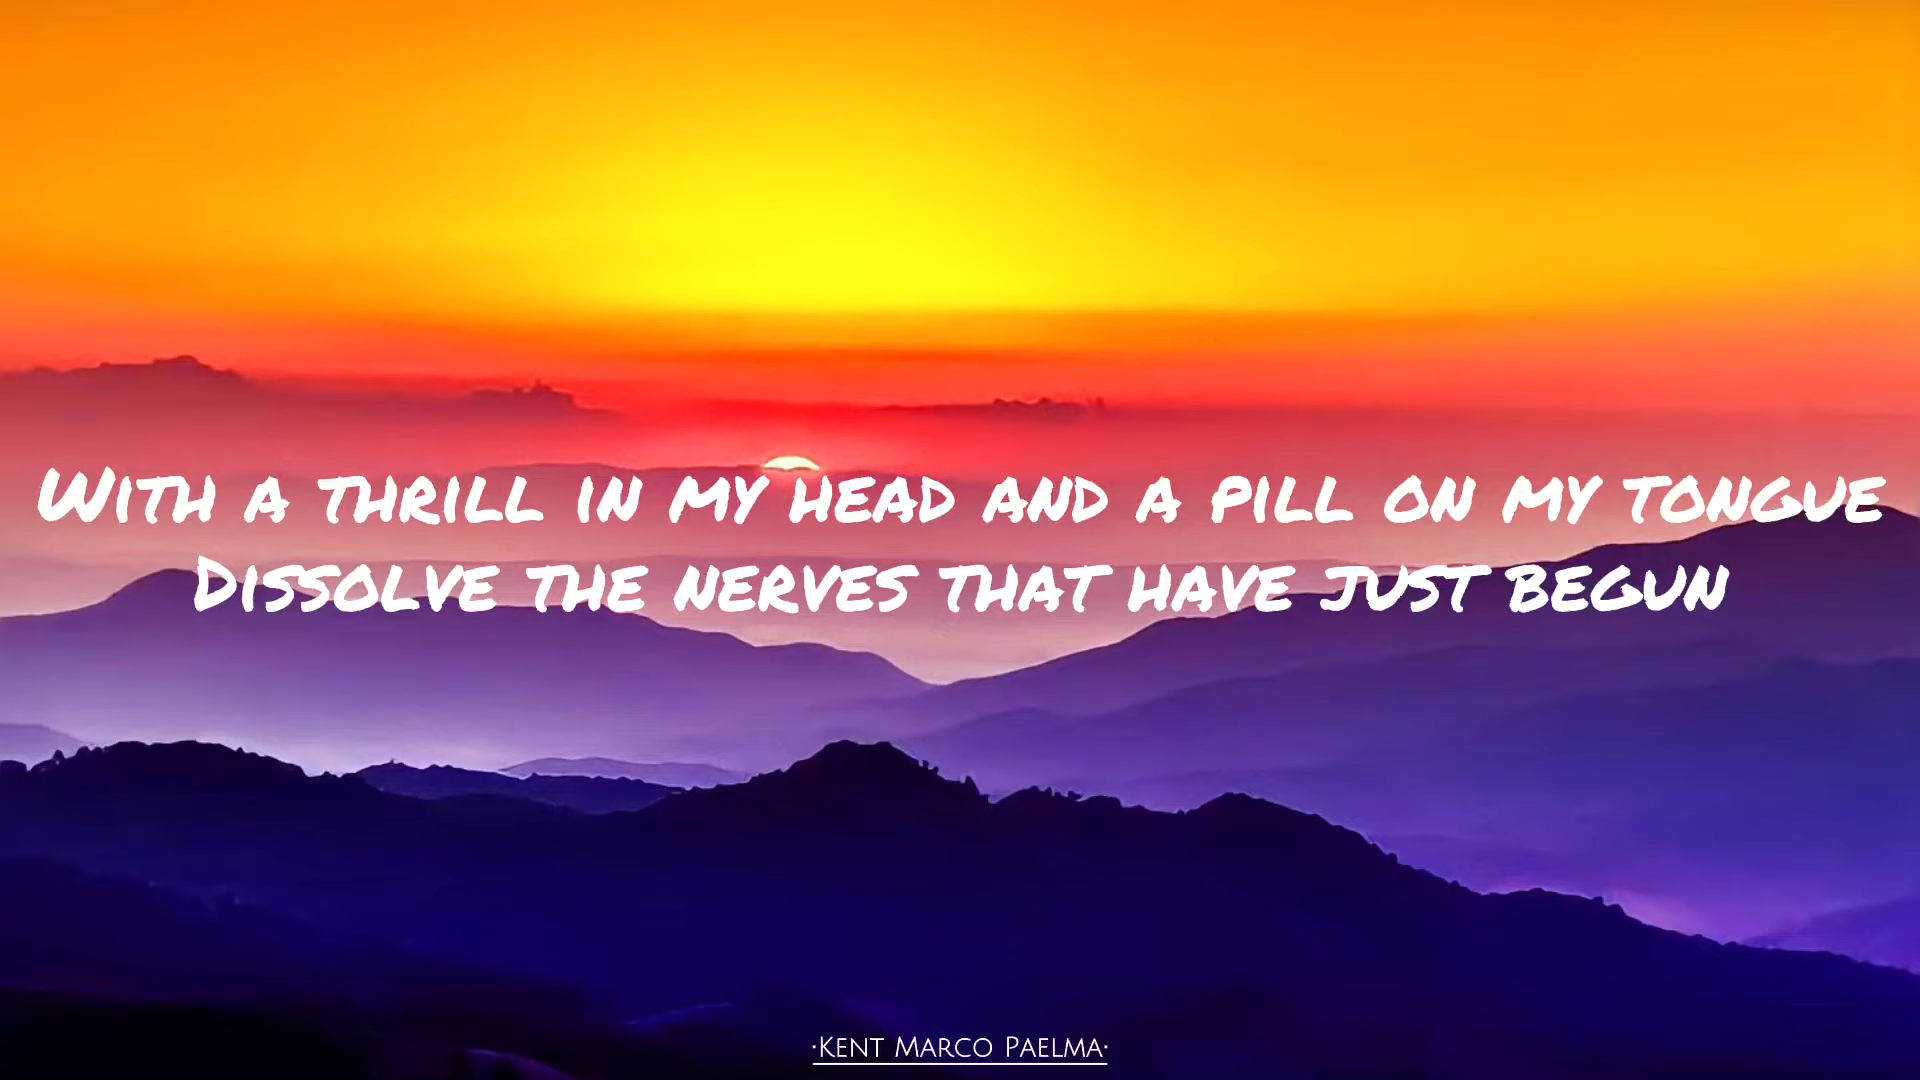 With a thrill in my head and a pill on my tongue
Dissolve the nerves that have just begun
·Kent Marco Paelma·